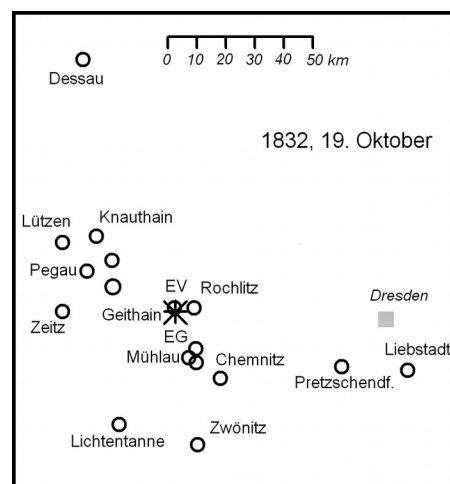 0 10 20 30 40 50 km
Dessau
1832, 19. Oktober
Knauthain
Lützen
Pegau
EV Rochlitz
Dresden
Geithain
Zeitz
EG
Mühlau Chemnitz
Liebstadt
Pretzschendf.
Lichtentanne
Zwönitz